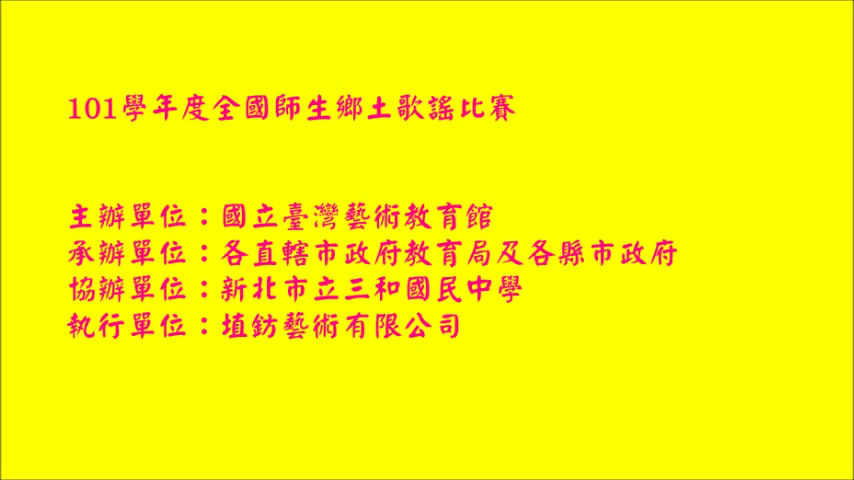 101學年度全國師生鄉土歌謠比賽
主辦單位：國立臺灣藝術教育館
承辦單位：各直轄市政府教育局及各縣市政府
協辦單位：新北市立三和國民中學
執行單位：埴鈁藝術有限公司